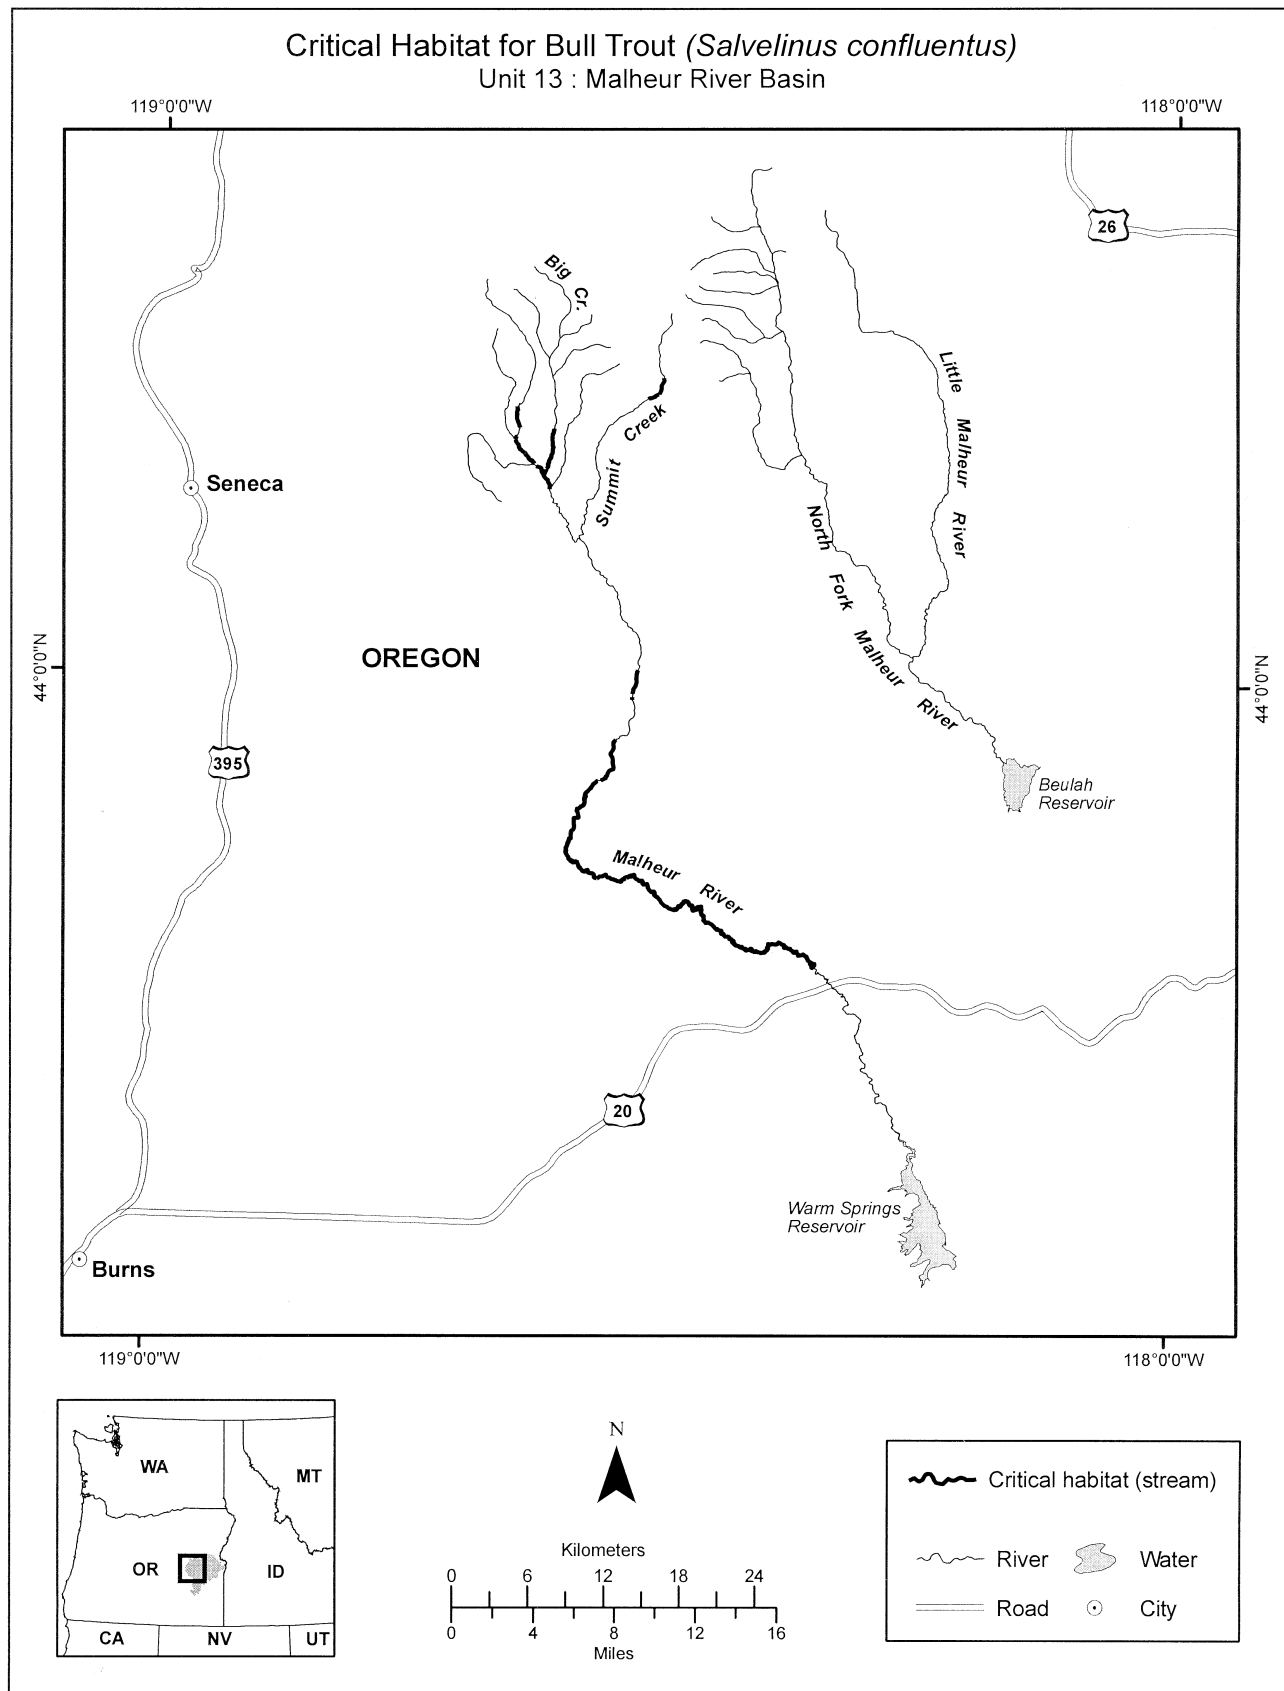 Critical Habitat for Bull Trout (Salvelinus confluentus)
Unit 13 : Malheur River Basin
119°0'0"W
118°0'0"W
26
Big Cr.
Little Malheur River
Summit Creek
Seneca
North Fork Malheur River
44°0'0"N
44°0'0"N
OREGON
395
Beulah
Reservoir
Malheur River
20
Warm Springs
Reservoir
Burns
119°0'0"W
118°0'0"W
WA
MT
OR
ID
CA
NV
UT
N
Kilometers
0 6 12 18 24
0 4 8 12 16
Miles
Critical habitat (stream)
River
Water
Road
City